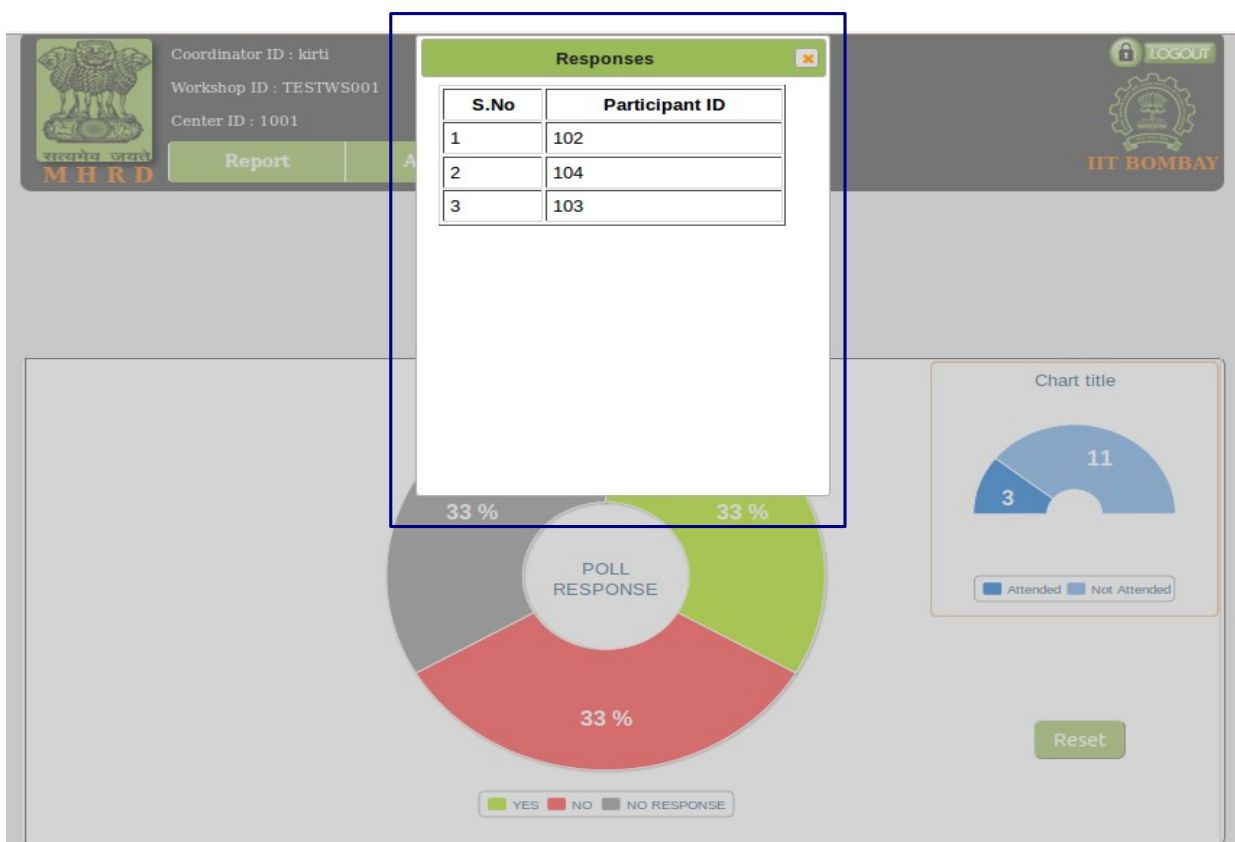 Coordinator ID : kirti
Workshop ID : TESTWS001
Center ID : 1001
सत्यमेव जयते
M H R D
Report
A
LOGOUT
IIT BOMBAY
Responses
S.No Participant ID
1 102
2 104
3 103
Chart title
11
3
Attended Not Attended
33 % 33 %
POLL
RESPONSE
33 %
Reset
YES NO NO RESPONSE